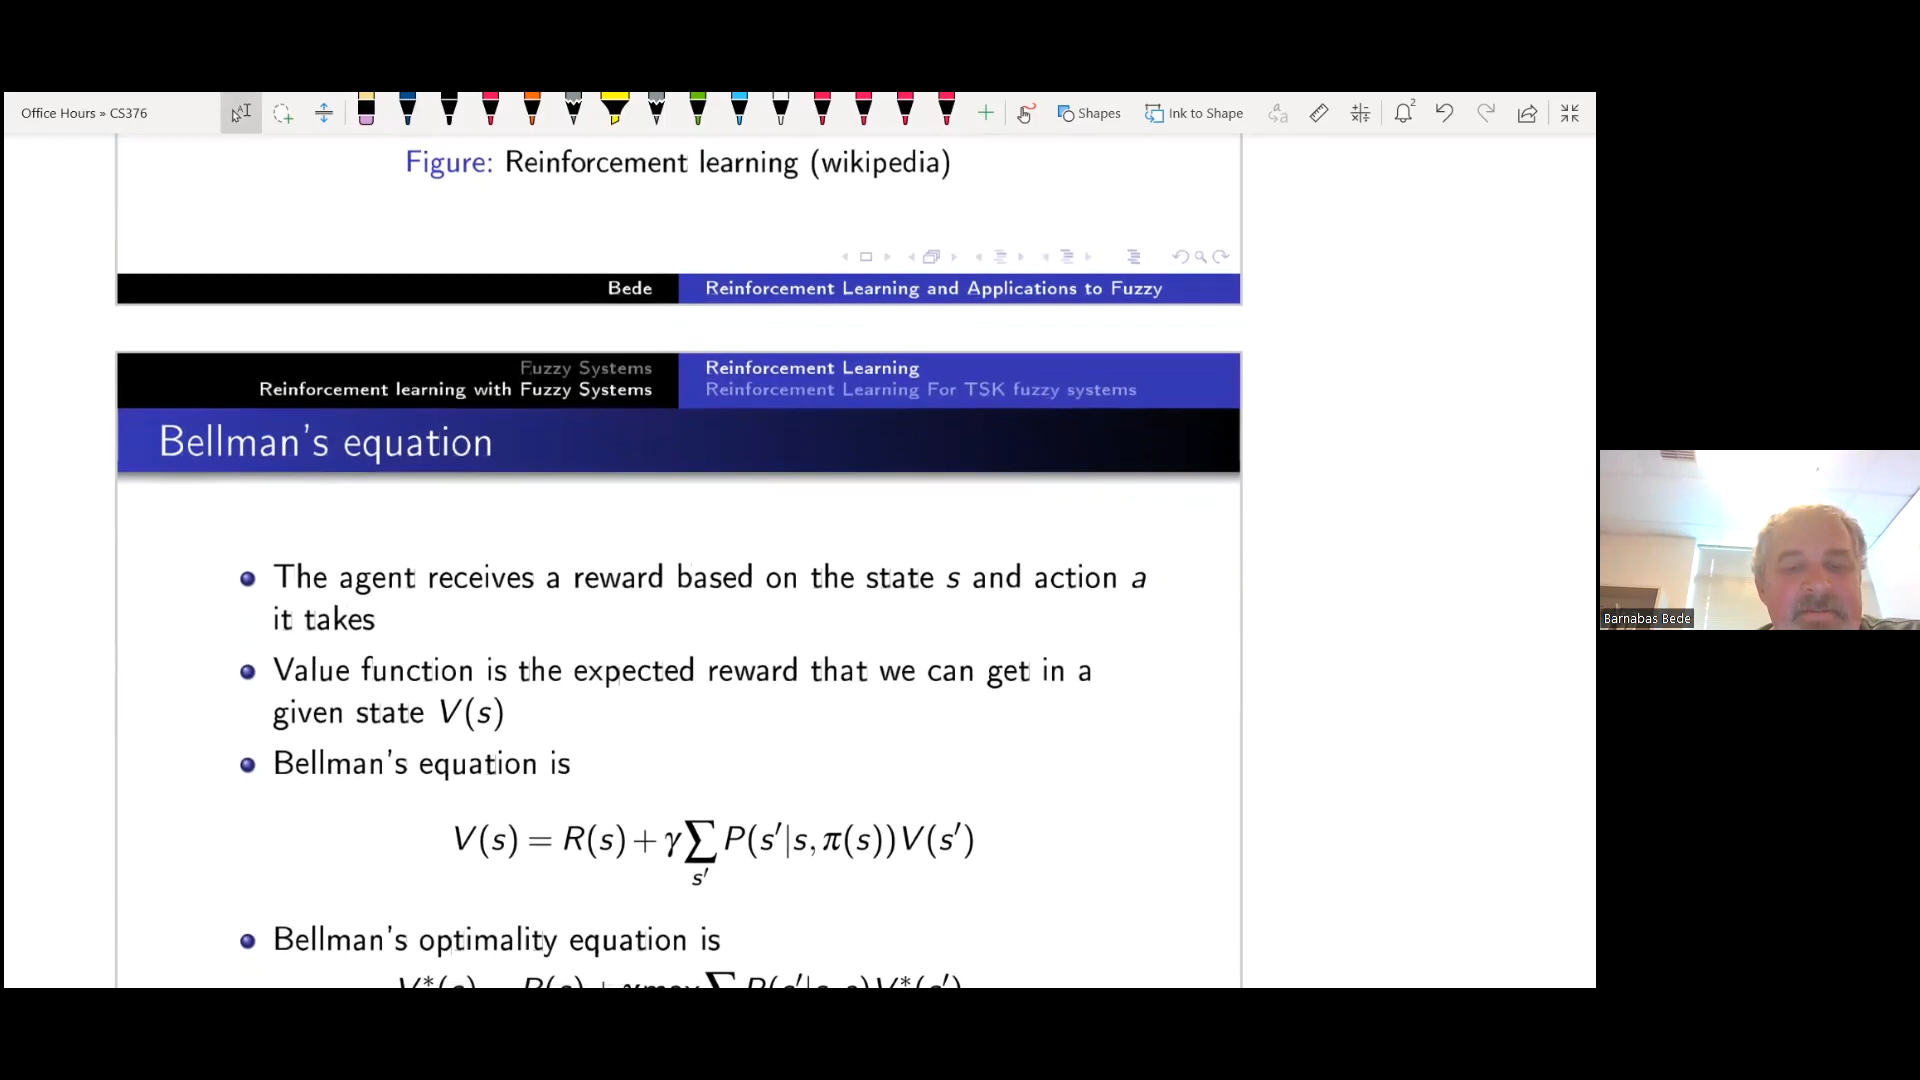 Office Hours » CS376
Shapes
Ink to Shape
2
Figure: Reinforcement learning (wikipedia)
Bede
Reinforcement Learning and Applications to Fuzzy
Fuzzy Systems
Reinforcement learning with Fuzzy Systems
Reinforcement Learning
Reinforcement Learning For TSK fuzzy systems
Bellman's equation
The agent receives a reward based on the state s and action a
it takes
Value function is the expected reward that we can get in a
given state V(s)
Bellman's equation is
V(s) = R(s) + γ∑P(s′|s, π(s))V(s′)
s′
Bellman's optimality equation is
V*(s) = R(s) + γmax∑P(s′|s,a)V*(s′)
Barnabas Bede